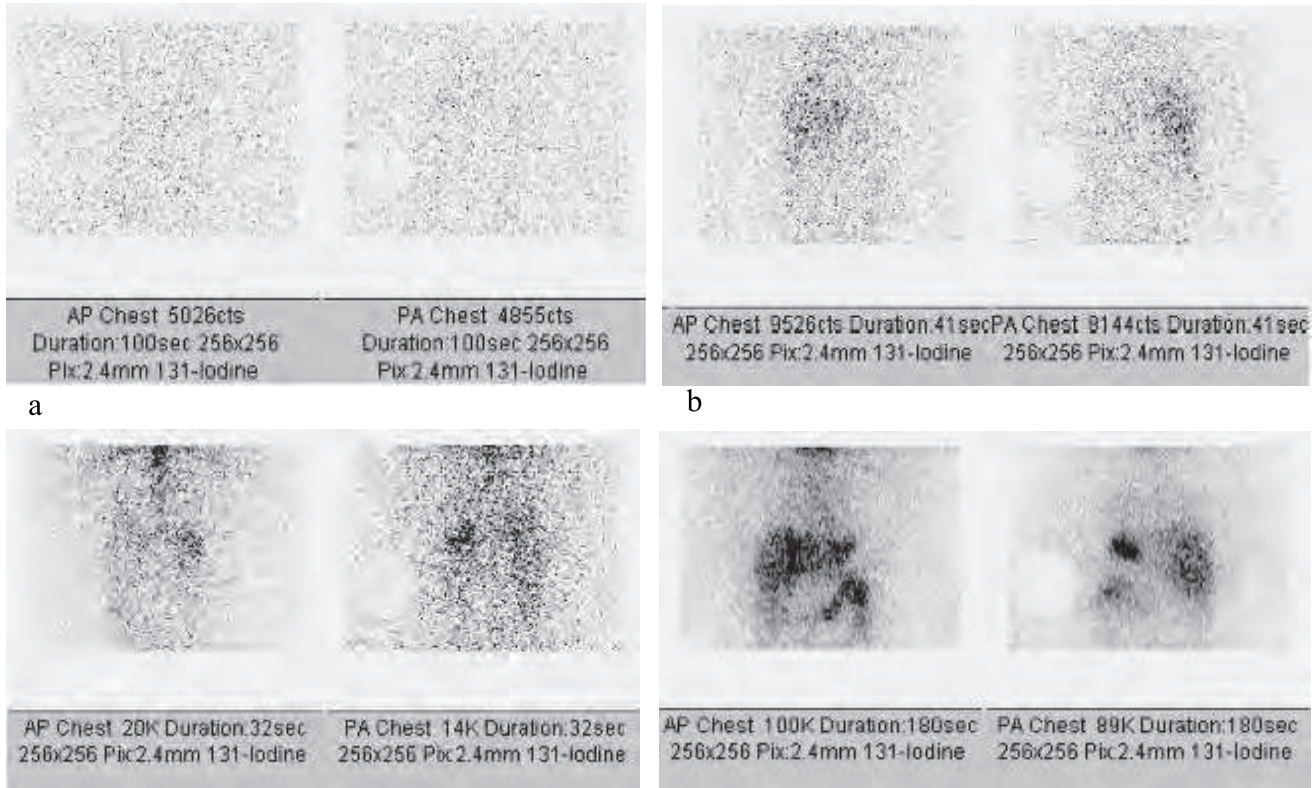 AP Chest 5026cts
Duration:100sec 256x256
Pix:2.4mm 131-Iodine
PA Chest 4855cts
Duration:100sec 256x256
Pix:2.4mm 131-Iodine
a
AP Chest 9526cts Duration:41sec
256x256 Pix:2.4mm 131-Iodine
PA Chest 8144cts Duration:41sec
256x256 Pix:2.4mm 131-Iodine
b
AP Chest 20K Duration:32sec
256x256 Pix:2.4mm 131-Iodine
PA Chest 14K Duration:32sec
256x256 Pix:2.4mm 131-Iodine
AP Chest 100K Duration:180sec
256x256 Pix:2.4mm 131-Iodine
PA Chest 89K Duration:180sec
256x256 Pix:2.4mm 131-Iodine